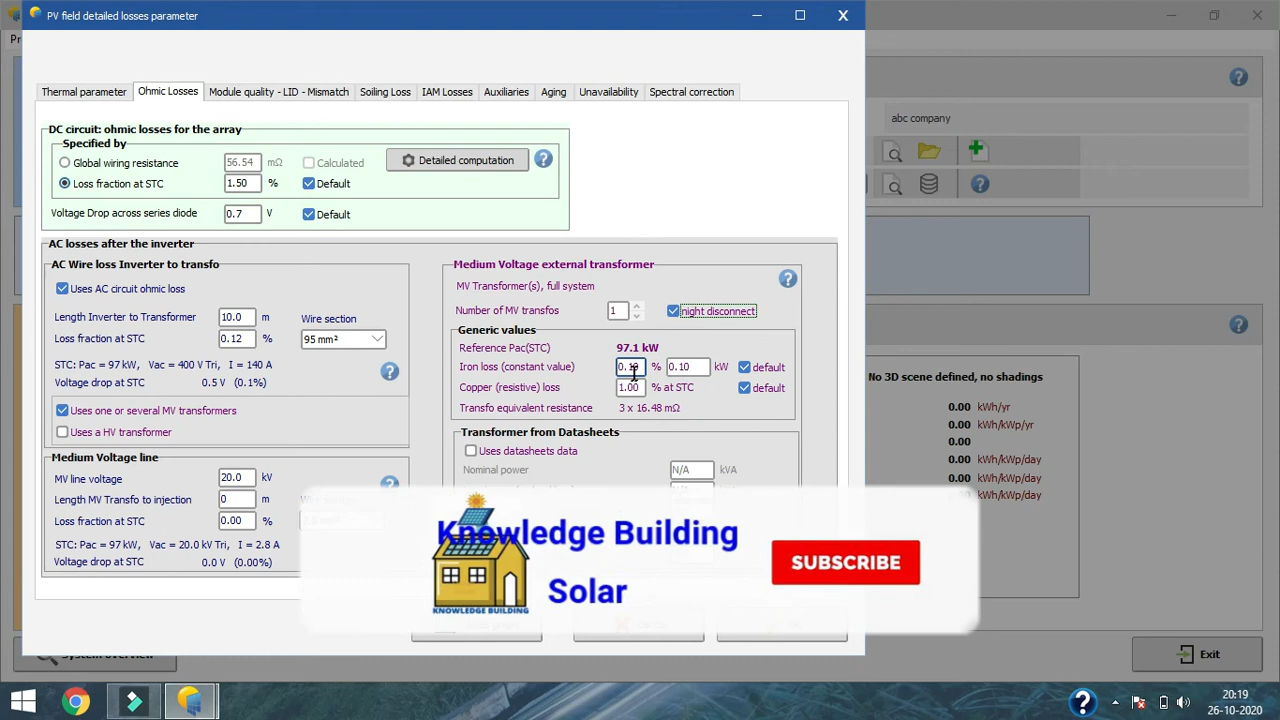 PV field detailed losses parameter
Pr
Thermal parameter
Ohmic Losses
Module quality - LID - Mismatch
Soiling Loss
IAM Losses
Auxiliaries
Aging
Unavailability
Spectral correction
abc company
DC circuit: ohmic losses for the array
Specified by
Global wiring resistance 56.54 mΩ Calculated
Detailed computation
Loss fraction at STC 1.50 % Default
Voltage Drop across series diode 0.7 V Default
AC losses after the inverter
AC Wire loss Inverter to transfo
Uses AC circuit ohmic loss
Length Inverter to Transformer 10.0 m Wire section
Loss fraction at STC 0.12 % 95 mm²
STC: Pac = 97 kW, Vac = 400 V Tri, I = 140 A
Voltage drop at STC 0.5 V (0.1%)
Uses one or several MV transformers
Uses a HV transformer
Medium Voltage line
MV line voltage 20.0 kV
Length MV Transfo to injection 0 m
Loss fraction at STC 0.00 %
STC: Pac = 97 kW, Vac = 20.0 kV Tri, I = 2.8 A
Voltage drop at STC 0.0 V (0.00%)
Medium Voltage external transformer
MV Transformer(s), full system
Number of MV transfos 1 night disconnect
Generic values
Reference Pac(STC) 97.1 kW
Iron loss (constant value) % 0.10 kW default
Copper (resistive) loss 1.00 % at STC default
Transfo equivalent resistance 3 x 16.48 mΩ
Transformer from Datasheets
Uses datasheets data
Nominal power N/A kVA
No 3D scene defined, no shadings
0.00 kWh/yr
0.00 kWh/kWp/yr
0.00
0.00 kWh/kWp/day
0.00 kWh/kWp/day
0.00 kWh/kWp/day
Knowledge Building
Solar
KNOWLEDGE BUILDING
SUBSCRIBE
System overview
Exit
20:19
26-10-2020